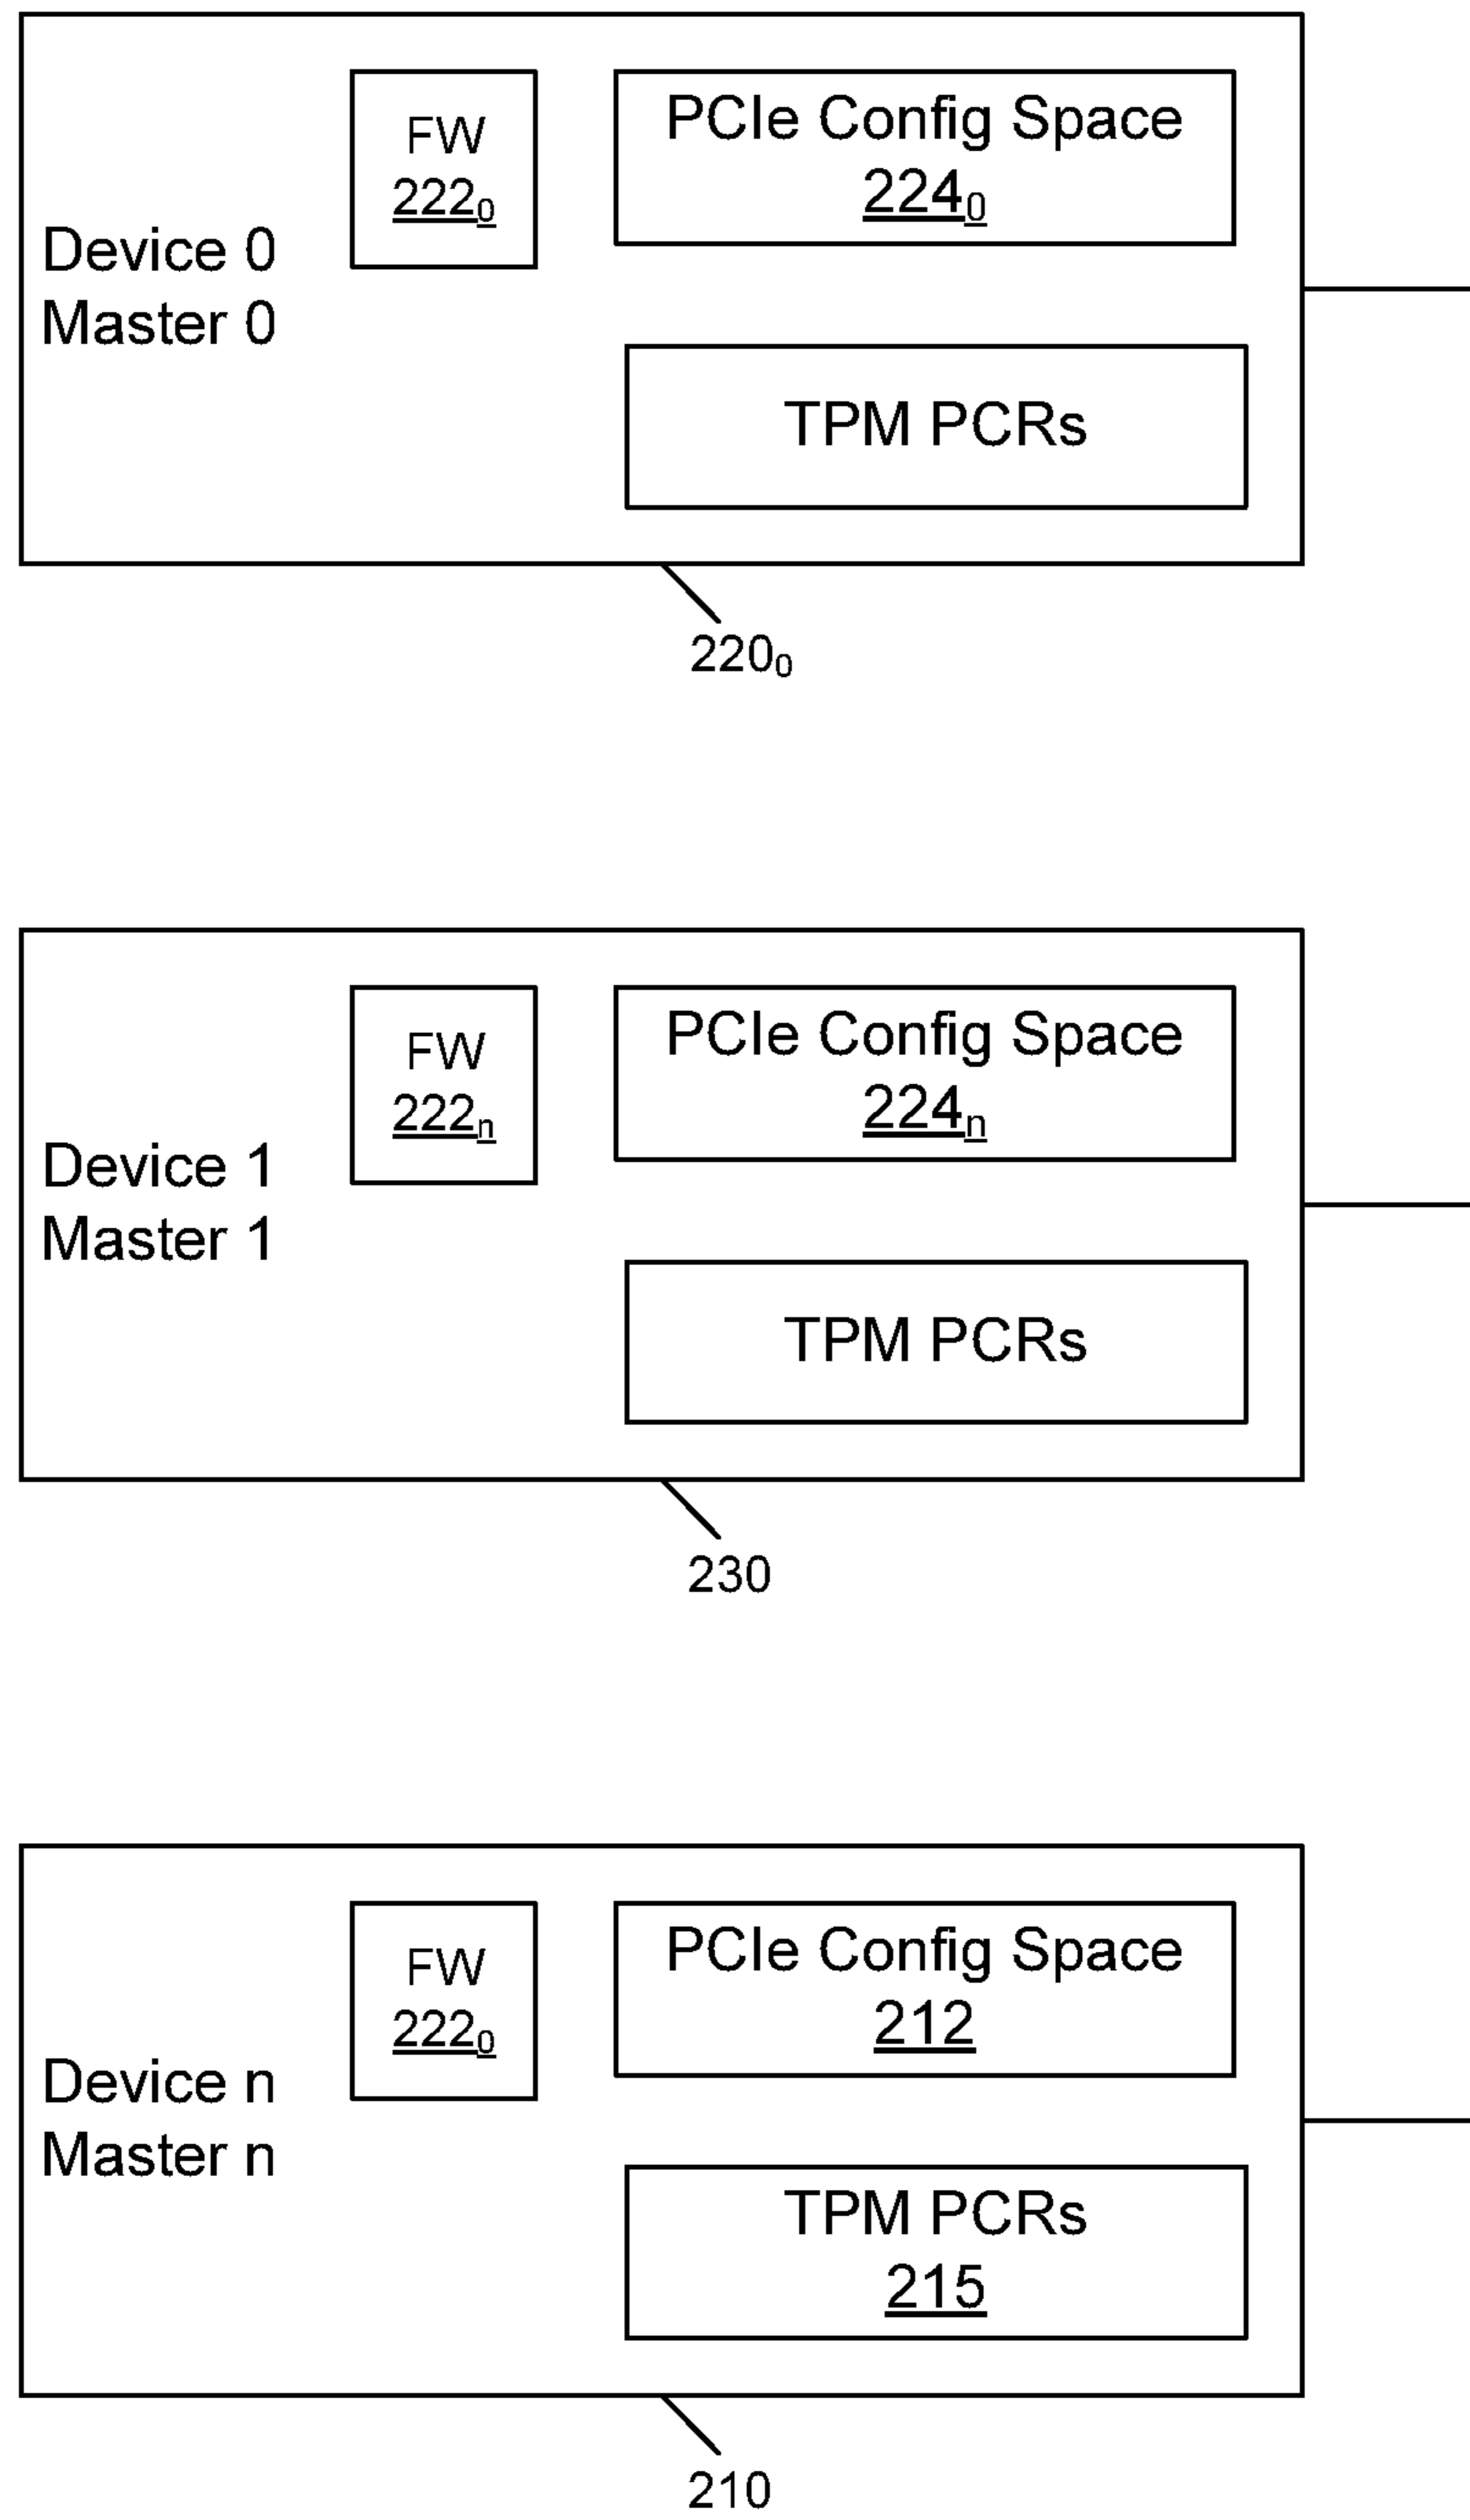 FW
222₀
PCIe Config Space
224₀
Device 0
Master 0
TPM PCRs
220₀
FW
222ₙ
PCIe Config Space
224ₙ
Device 1
Master 1
TPM PCRs
230
FW
222₀
PCIe Config Space
212
Device n
Master n
TPM PCRs
215
210